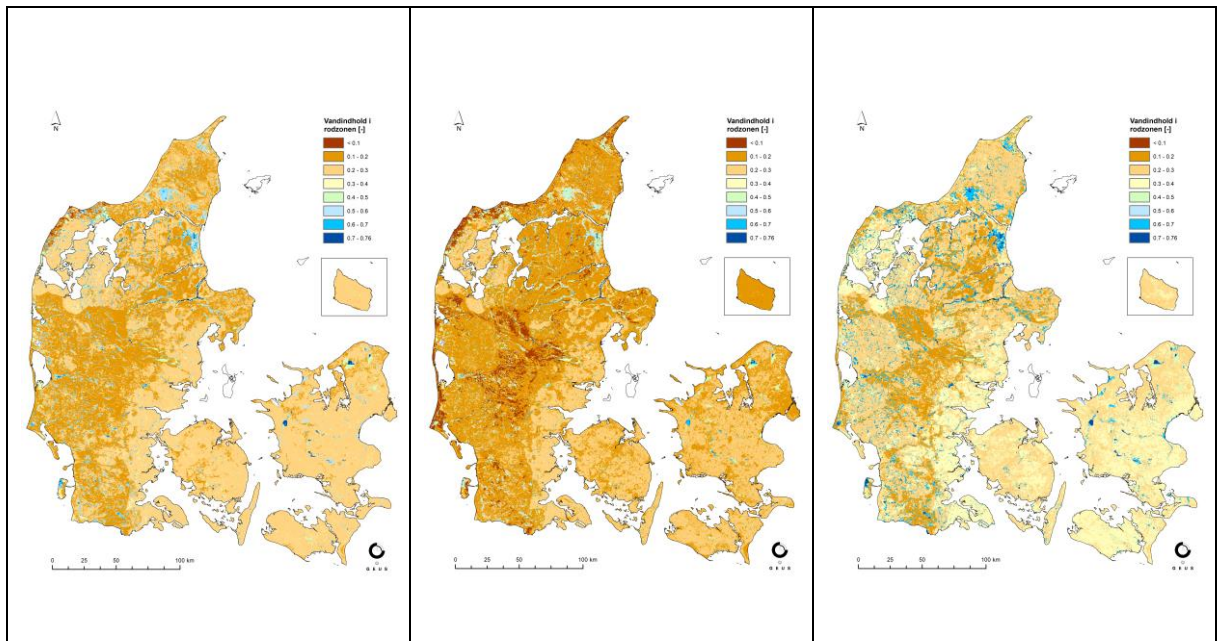 N
Vandindhold i
rodzonen [-]
< 0.1
0.1 - 0.2
0.2 - 0.3
0.3 - 0.4
0.4 - 0.5
0.5 - 0.6
0.6 - 0.7
0.7 - 0.76
0 25 50 100 km
G E U S
N
Vandindhold i
rodzonen [-]
< 0.1
0.1 - 0.2
0.2 - 0.3
0.3 - 0.4
0.4 - 0.5
0.5 - 0.6
0.6 - 0.7
0.7 - 0.76
0 25 50 100 km
G E U S
N
Vandindhold i
rodzonen [-]
< 0.1
0.1 - 0.2
0.2 - 0.3
0.3 - 0.4
0.4 - 0.5
0.5 - 0.6
0.6 - 0.7
0.7 - 0.76
0 25 50 100 km
G E U S